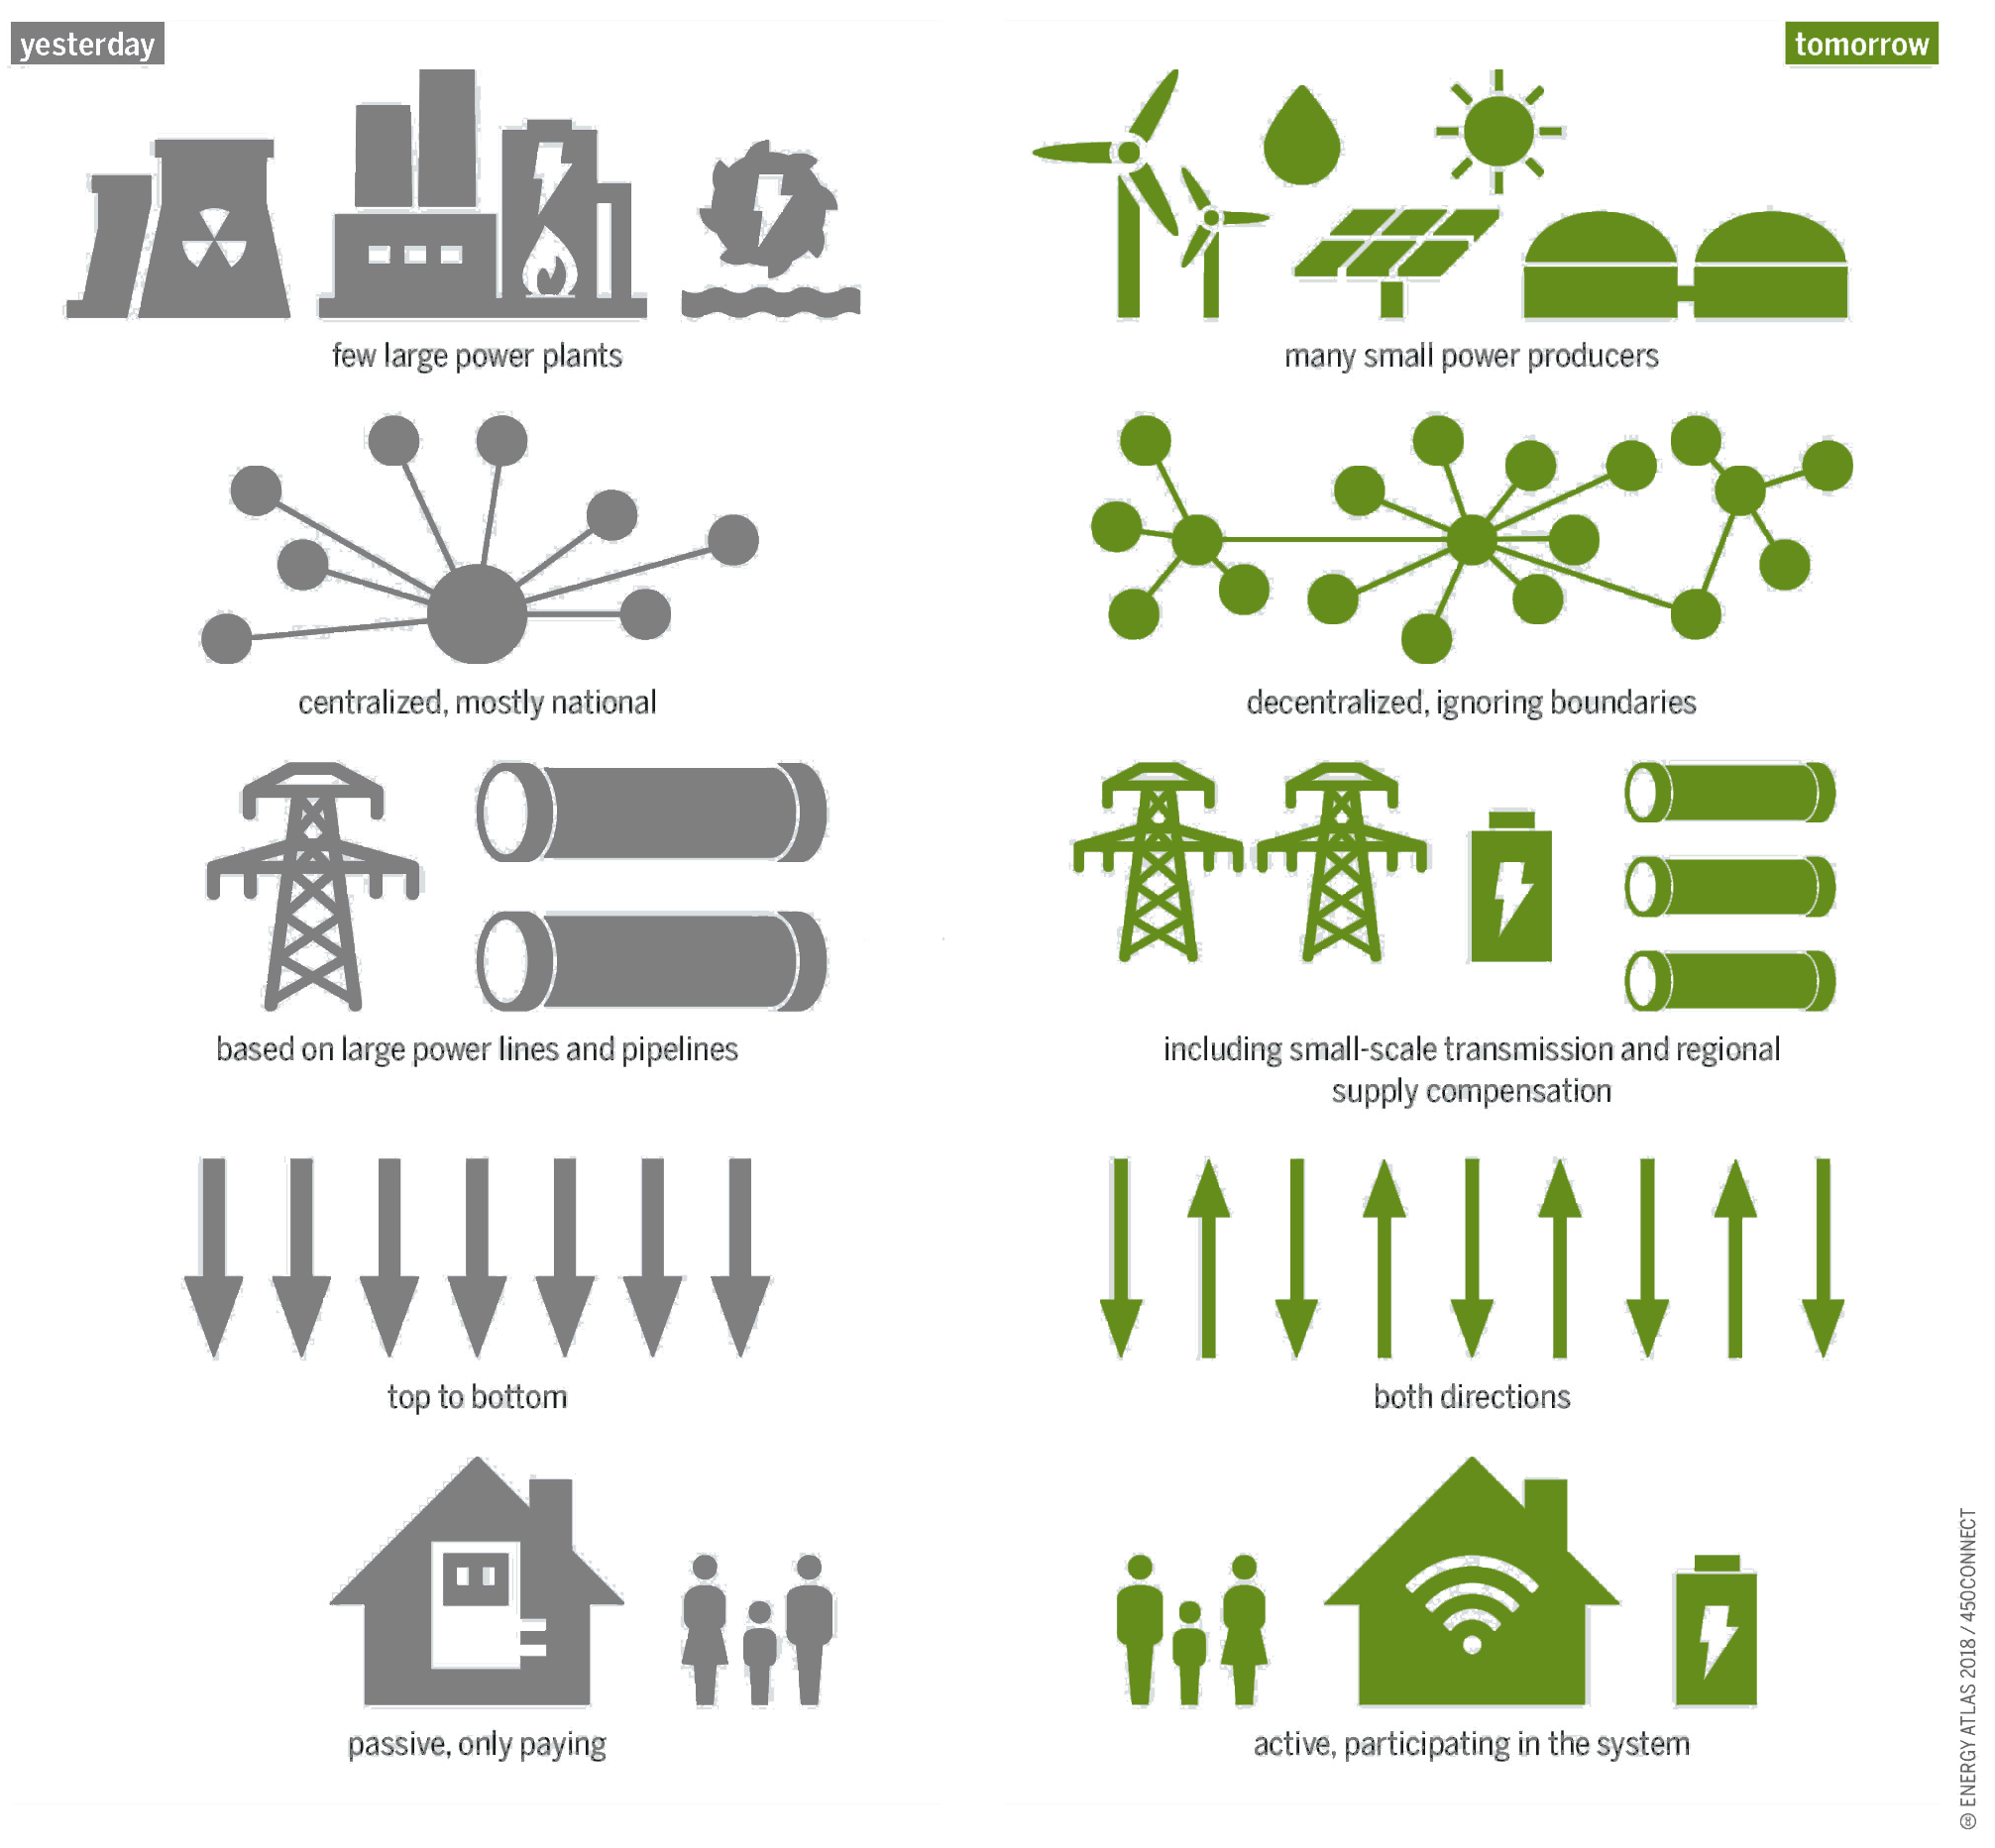 yesterday
tomorrow
few large power plants
many small power producers
centralized, mostly national
decentralized, ignoring boundaries
based on large power lines and pipelines
including small-scale transmission and regional
supply compensation
top to bottom
both directions
passive, only paying
active, participating in the system
cc ENERGY ATLAS 2018 / 450CONNECT